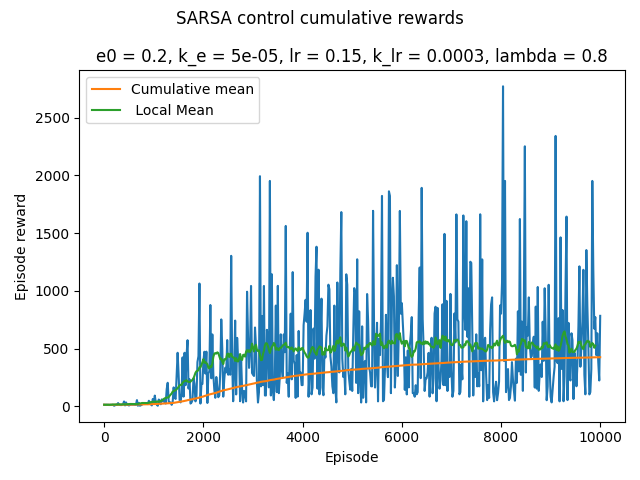 SARSA control cumulative rewards
e0 = 0.2, k_e = 5e-05, lr = 0.15, k_lr = 0.0003, lambda = 0.8
Cumulative mean
Local Mean
2500
2000
1500
1000
500
0
Episode reward
0 2000 4000 6000 8000 10000
Episode